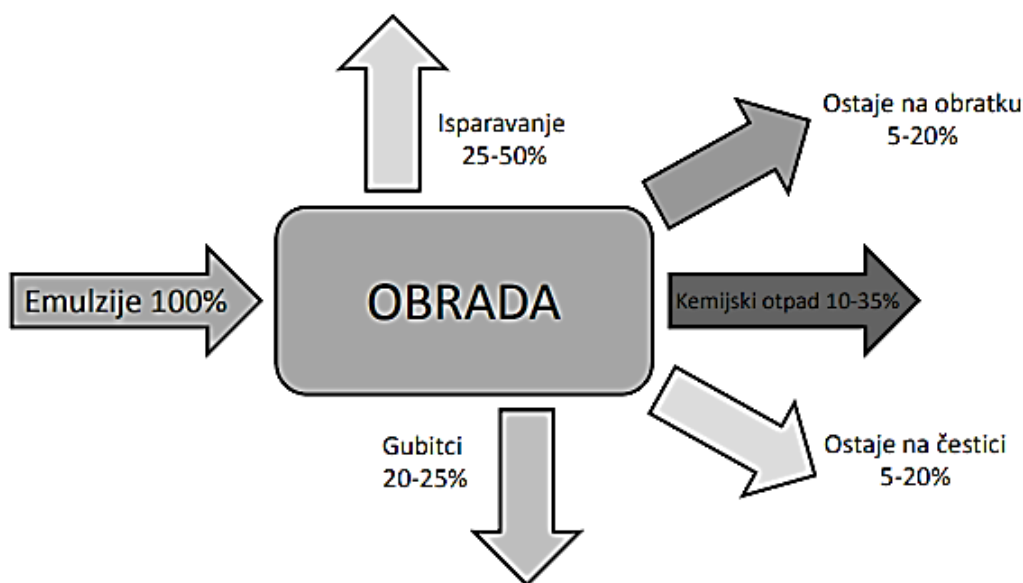 Isparavanje
25-50%
Ostaje na obratku
5-20%
Emulzije 100%
OBRADA
Kemijski otpad 10-35%
Gubitci
20-25%
Ostaje na čestici
5-20%